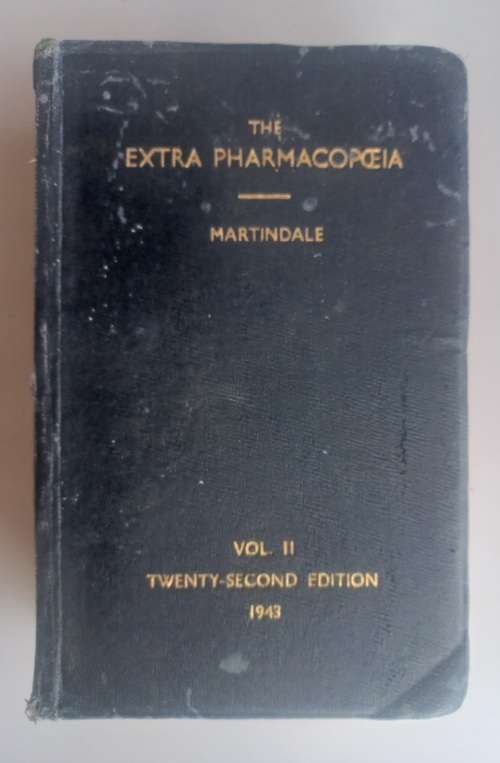 THE
EXTRA PHARMACOPŒIA
MARTINDALE
VOL. II
TWENTY-SECOND EDITION
1943